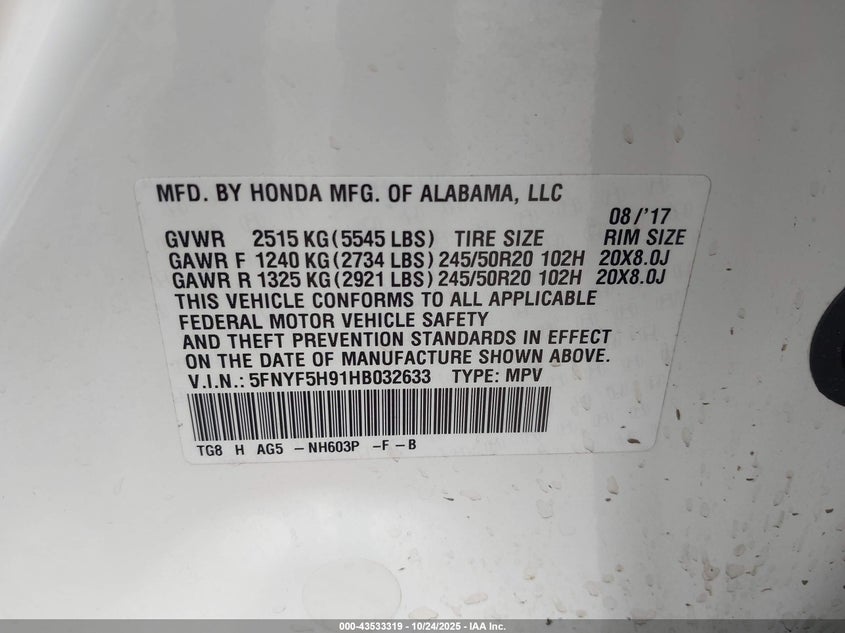 MFD. BY HONDA MFG. OF ALABAMA, LLC
08/'17
GVWR 2515 KG (5545 LBS) TIRE SIZE RIM SIZE
GAWR F 1240 KG (2734 LBS) 245/50R20 102H 20X8.0J
GAWR R 1325 KG (2921 LBS) 245/50R20 102H 20X8.0J
THIS VEHICLE CONFORMS TO ALL APPLICABLE
FEDERAL MOTOR VEHICLE SAFETY
AND THEFT PREVENTION STANDARDS IN EFFECT
ON THE DATE OF MANUFACTURE SHOWN ABOVE.
V.I.N.: 5FNYF5H91HB032633 TYPE: MPV
TG8 H AG5 – NH603P – F – B
000-43533319 - 10/24/2025 - IAA Inc.